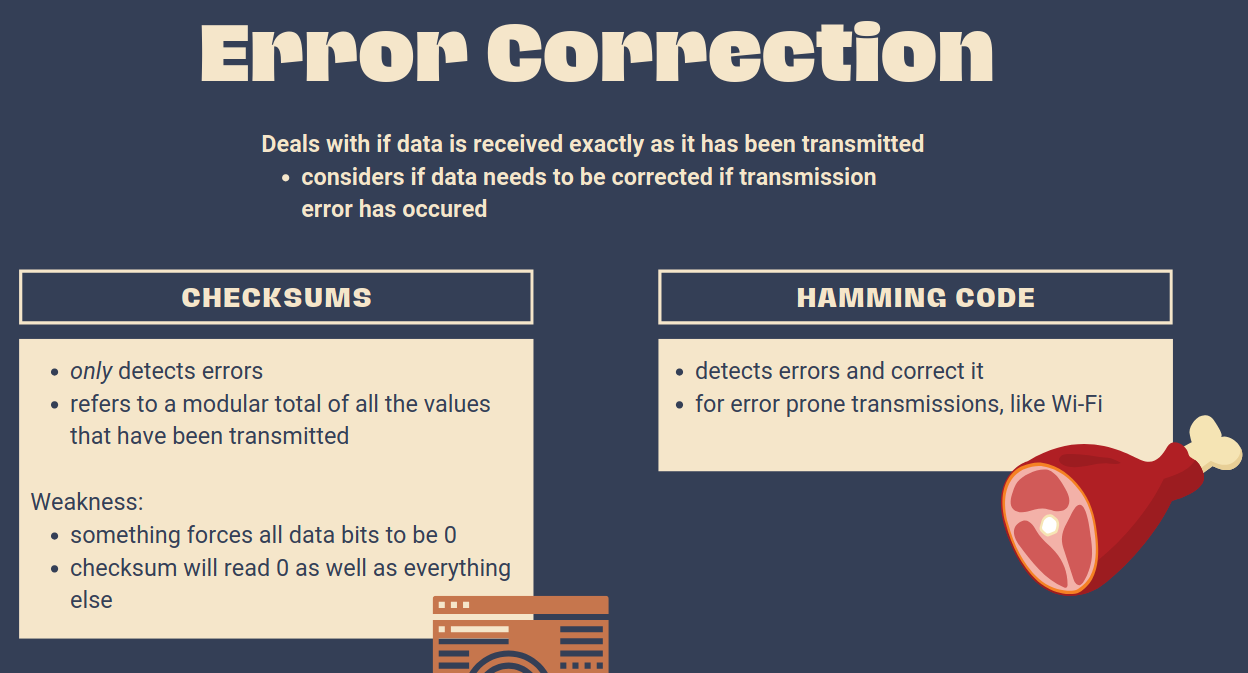 Error Correction
Deals with if data is received exactly as it has been transmitted
• considers if data needs to be corrected if transmission
error has occured
CHECKSUMS
• only detects errors
• refers to a modular total of all the values
that have been transmitted
Weakness:
• something forces all data bits to be 0
• checksum will read 0 as well as everything
else
HAMMING CODE
• detects errors and correct it
• for error prone transmissions, like Wi-Fi